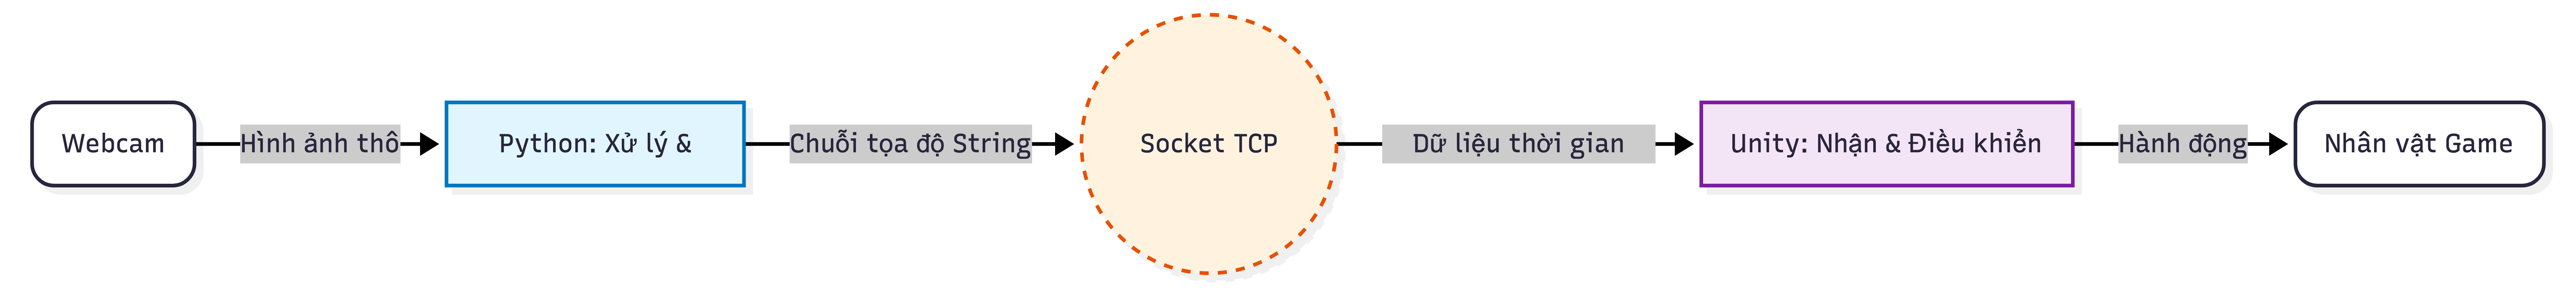 Webcam
Hình ảnh thô
Python: Xử lý &
Chuỗi tọa độ String
Socket TCP
Dữ liệu thời gian
Unity: Nhận & Điều khiển
Hành động
Nhân vật Game